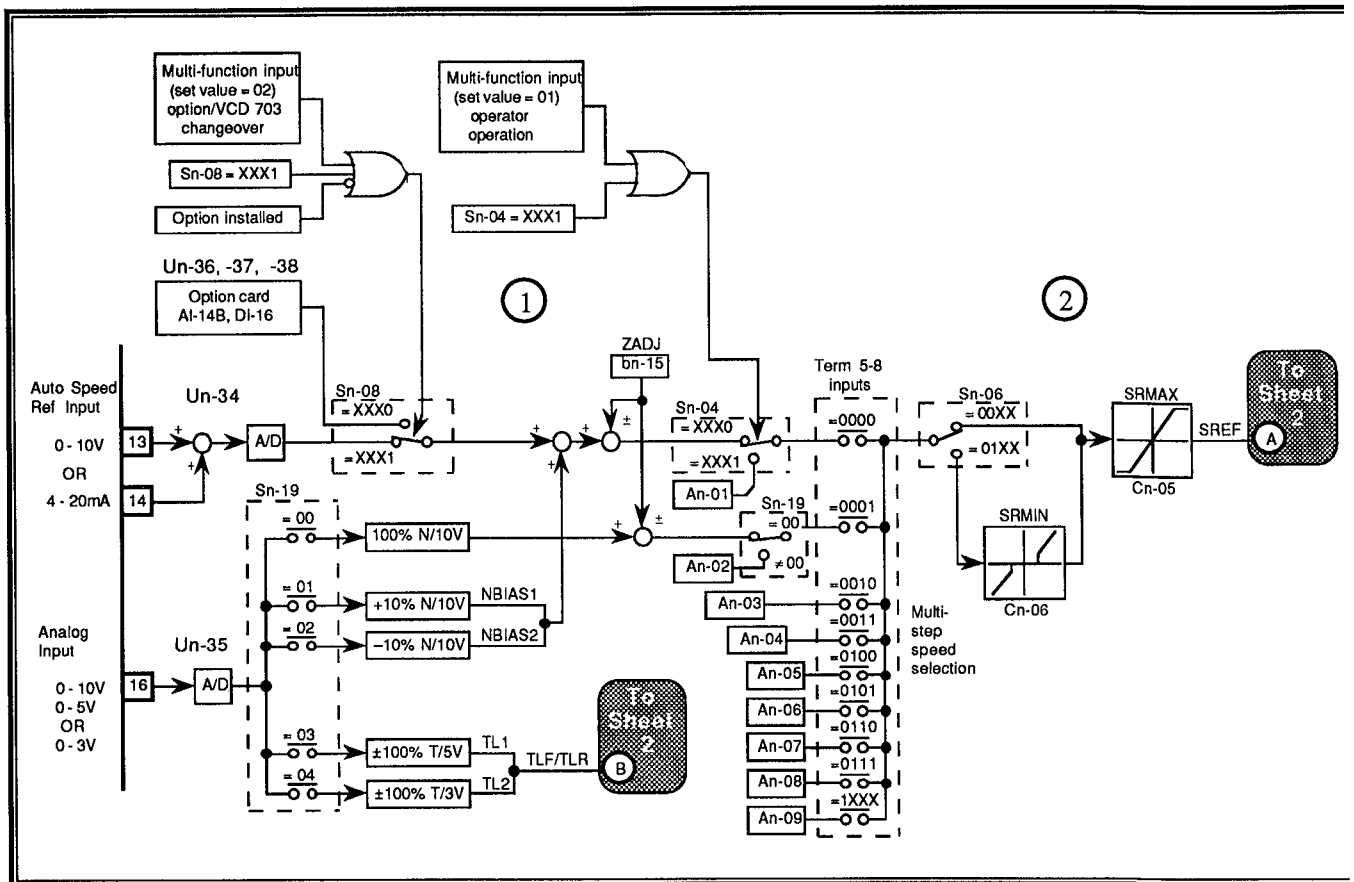 Multi-function input
(set value = 02)
option/VCD 703
changeover
Sn-08 = XXX1
Option installed
Multi-function input
(set value = 01)
operator
operation
Sn-04 = XXX1
Un-36, -37, -38
Option card
AI-14B, DI-16
1
2
ZADJ
bn-15
Auto Speed
Ref Input
0 - 10V
OR
4 - 20mA
13
14
Un-34
+
+
A/D
Sn-08
= XXX0
= XXX1
+
+
+
±
Sn-04
= XXX0
= XXX1
An-01
Term 5-8
inputs
=0000
=0001
=0010
=0011
=0100
=0101
=0110
=0111
=1XXX
Sn-06
= 00XX
= 01XX
SRMAX
Cn-05
SREF
To
Sheet
2
A
SRMIN
Cn-06
Sn-19
= 00
100% N/10V
+
±
Sn-19
= 00
≠ 00
An-02
= 01
+10% N/10V
NBIAS1
= 02
–10% N/10V
NBIAS2
An-03
An-04
An-05
An-06
An-07
An-08
An-09
Multi-
step
speed
selection
Analog
Input
0 - 10V
0 - 5V
OR
0 - 3V
16
Un-35
A/D
= 03
±100% T/5V
TL1
= 04
±100% T/3V
TL2
TLF/TLR
To
Sheet
2
B